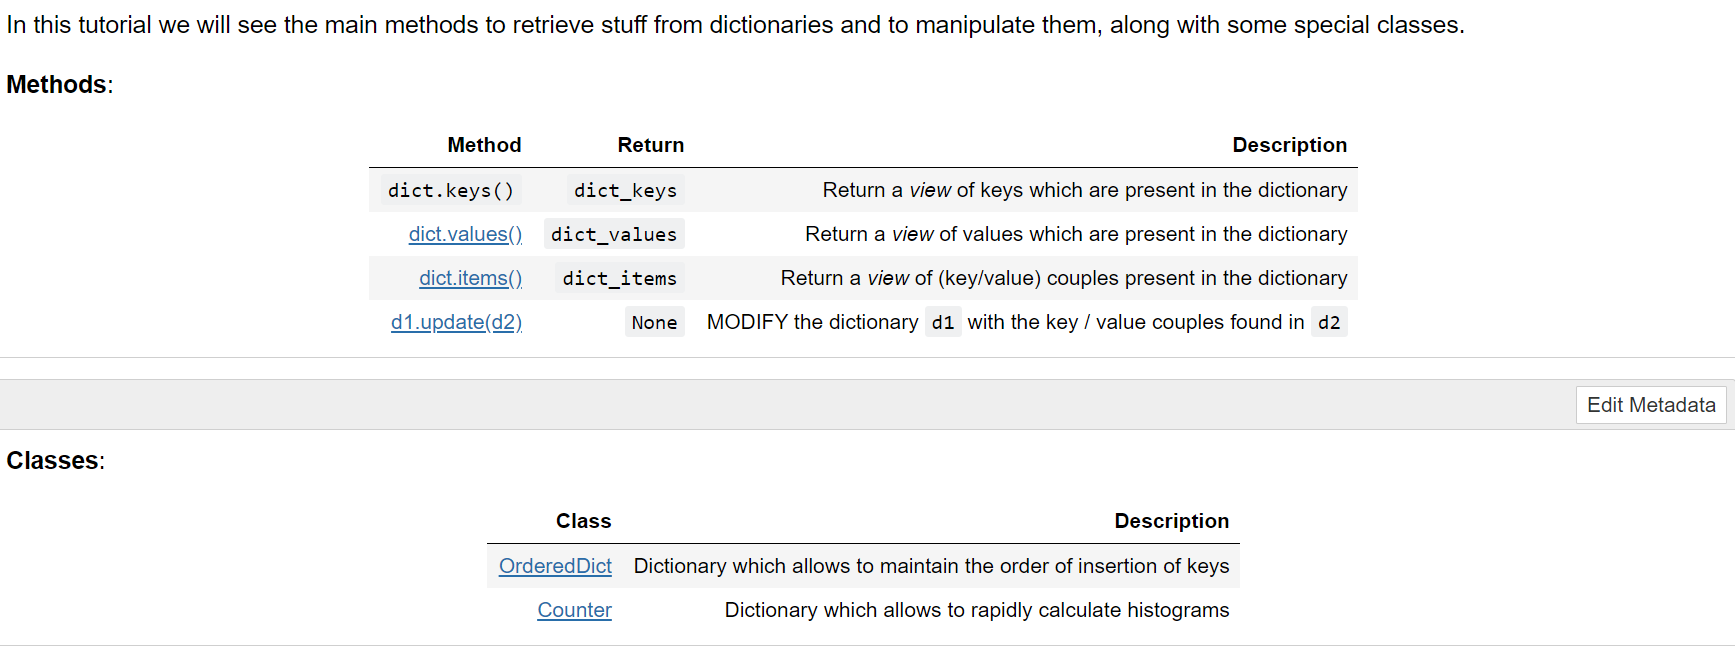 In this tutorial we will see the main methods to retrieve stuff from dictionaries and to manipulate them, along with some special classes.
Methods:
Method Return Description
dict.keys() dict_keys Return a view of keys which are present in the dictionary
dict.values() dict_values Return a view of values which are present in the dictionary
dict.items() dict_items Return a view of (key/value) couples present in the dictionary
d1.update(d2) None MODIFY the dictionary d1 with the key / value couples found in d2
Edit Metadata
Classes:
Class Description
OrderedDict Dictionary which allows to maintain the order of insertion of keys
Counter Dictionary which allows to rapidly calculate histograms